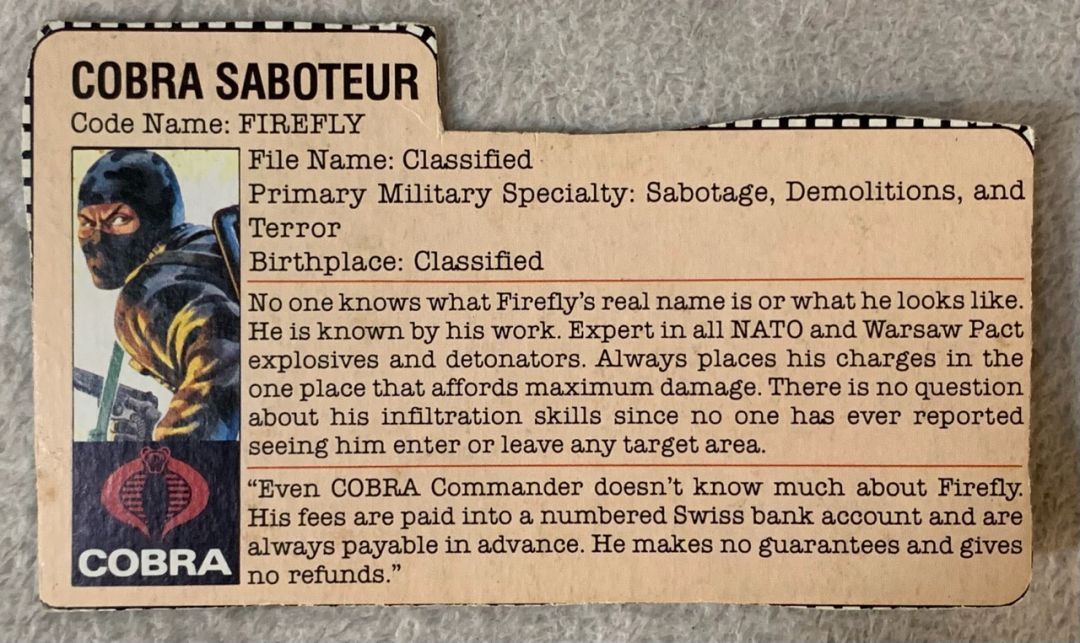 COBRA SABOTEUR
Code Name: FIREFLY
File Name: Classified
Primary Military Specialty: Sabotage, Demolitions, and
Terror
Birthplace: Classified
No one knows what Firefly's real name is or what he looks like.
He is known by his work. Expert in all NATO and Warsaw Pact
explosives and detonators. Always places his charges in the
one place that affords maximum damage. There is no question
about his infiltration skills since no one has ever reported
seeing him enter or leave any target area.
“Even COBRA Commander doesn't know much about Firefly.
His fees are paid into a numbered Swiss bank account and are
always payable in advance. He makes no guarantees and gives
no refunds.”
COBRA